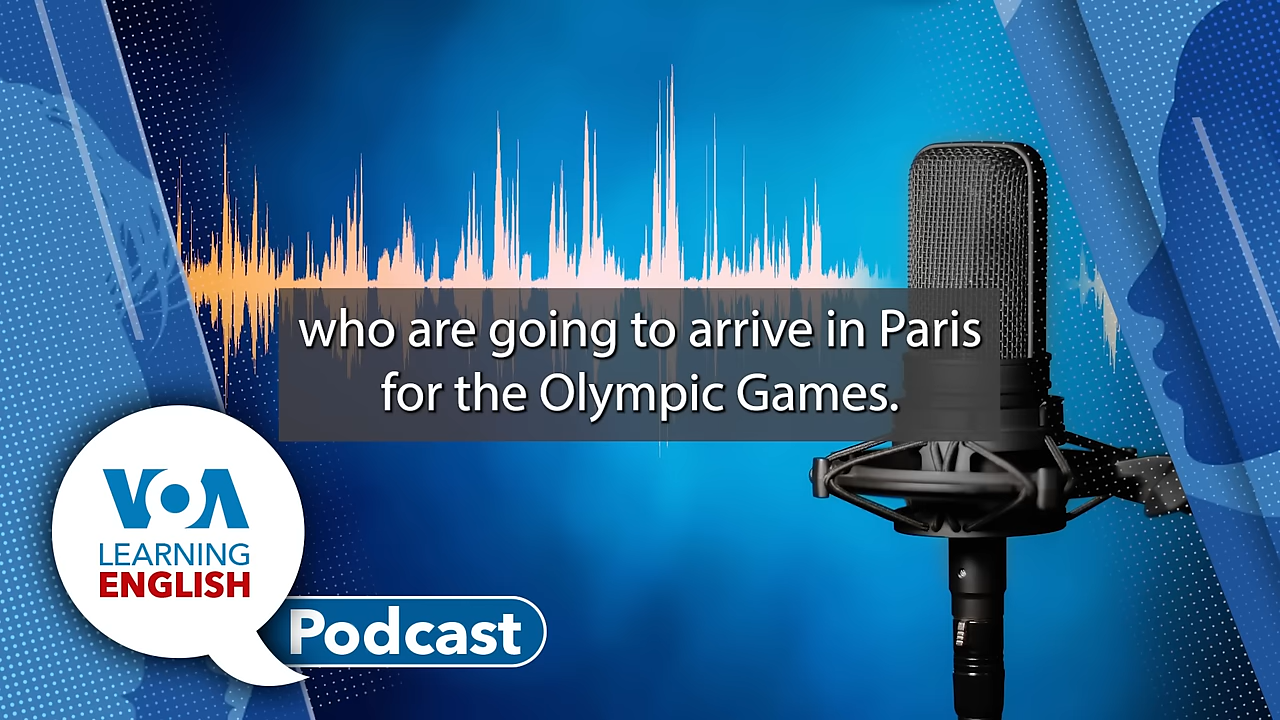 who are going to arrive in Paris
for the Olympic Games.
VOA
LEARNING
ENGLISH
Podcast